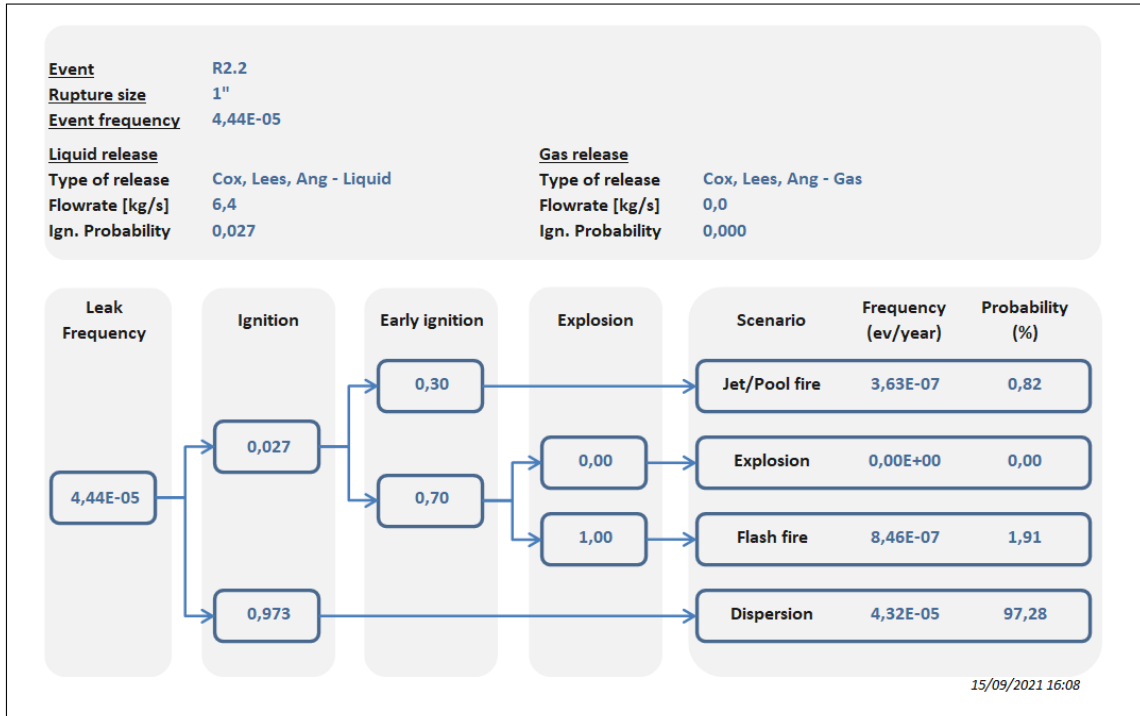 Event R2.2
Rupture size 1"
Event frequency 4,44E-05
Liquid release Gas release
Type of release Cox, Lees, Ang - Liquid Type of release Cox, Lees, Ang - Gas
Flowrate [kg/s] 6,4 Flowrate [kg/s] 0,0
Ign. Probability 0,027 Ign. Probability 0,000
Leak Frequency Ignition Early ignition Explosion Scenario Frequency (ev/year) Probability (%)
0,30 Jet/Pool fire 3,63E-07 0,82
0,027 0,00 Explosion 0,00E+00 0,00
4,44E-05 0,70
1,00 Flash fire 8,46E-07 1,91
0,973 Dispersion 4,32E-05 97,28
15/09/2021 16:08